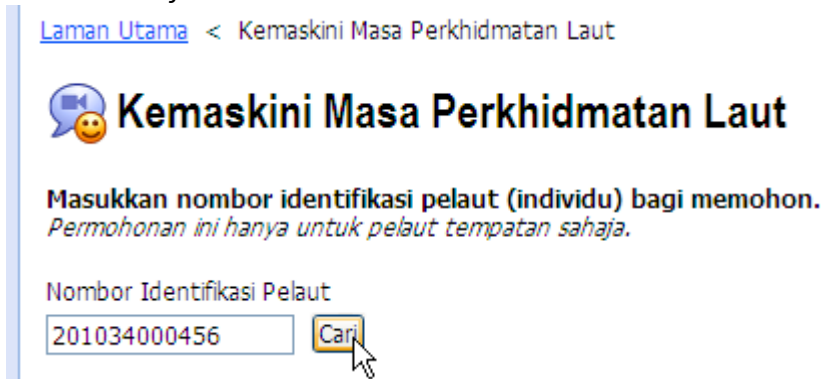 Laman Utama < Kemaskini Masa Perkhidmatan Laut
Kemaskini Masa Perkhidmatan Laut
Masukkan nombor identifikasi pelaut (individu) bagi memohon.
Permohonan ini hanya untuk pelaut tempatan sahaja.
Nombor Identifikasi Pelaut
201034000456 Cari